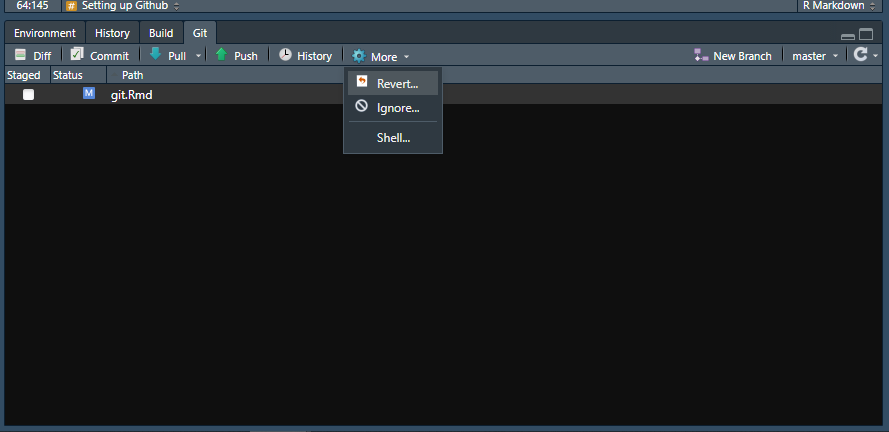 64:145 # Setting up Github R Markdown
Environment History Build Git
Diff Commit Pull Push History More New Branch master
Staged Status Path
M git.Rmd
Revert...
Ignore...
Shell...